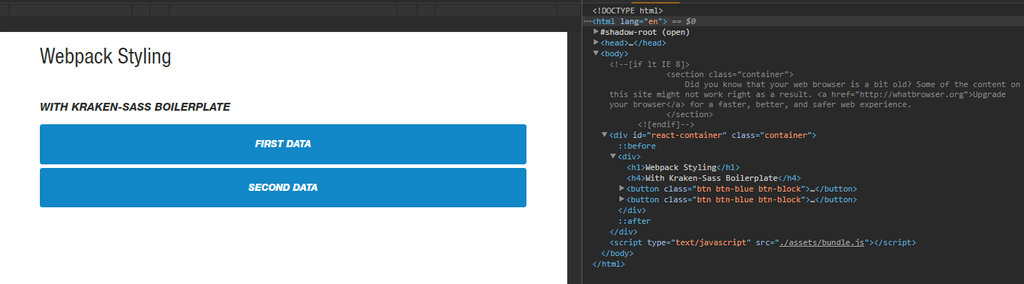 Webpack Styling
WITH KRAKEN-SASS BOILERPLATE
FIRST DATA
SECOND DATA
<!DOCTYPE html>
…<html lang="en"> == $0
▶#shadow-root (open)
▶<head>…</head>
▼<body>
<!--[if lt IE 8]>
<section class="container">
Did you know that your web browser is a bit old? Some of the content on
this site might not work right as a result. <a href="http://whatbrowser.org">Upgrade
your browser</a> for a faster, better, and safer web experience.
</section>
<![endif]-->
▼<div id="react-container" class="container">
::before
▼<div>
<h1>Webpack Styling</h1>
<h4>With Kraken-Sass Boilerplate</h4>
▶<button class="btn btn-blue btn-block">…</button>
▶<button class="btn btn-blue btn-block">…</button>
</div>
::after
</div>
<script type="text/javascript" src="./assets/bundle.js"></script>
</body>
</html>